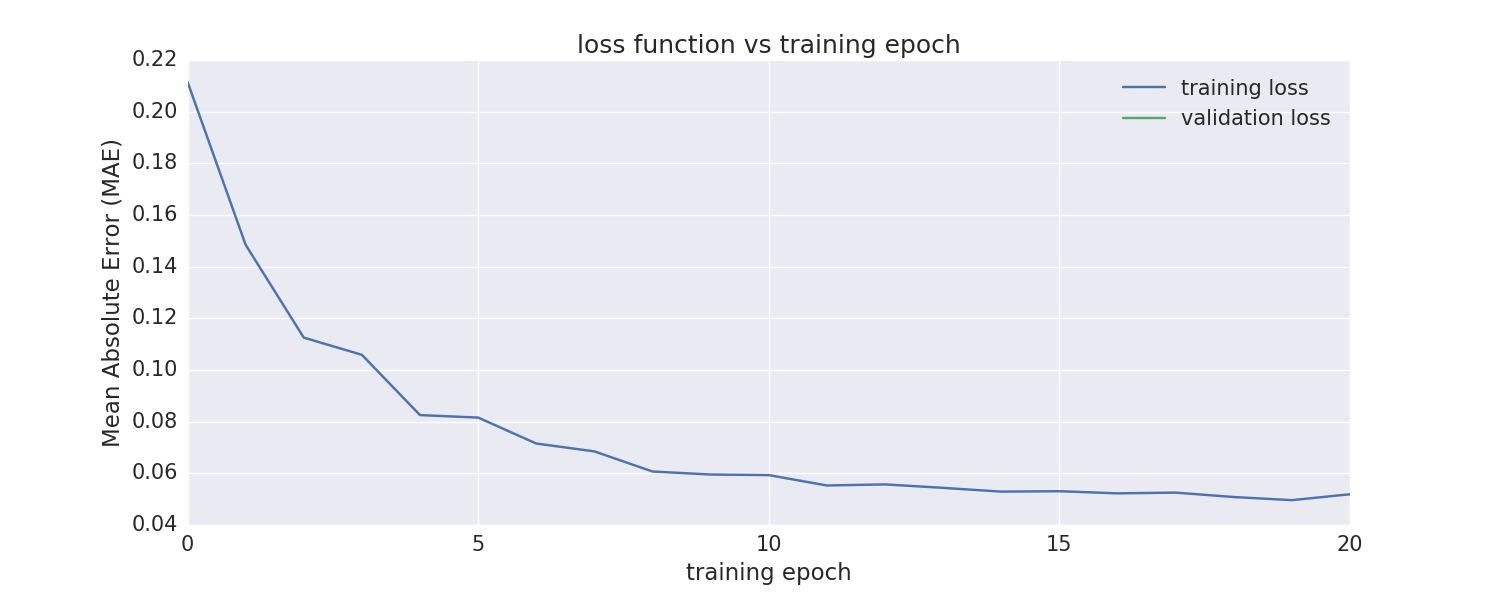 loss function vs training epoch
training loss
validation loss
Mean Absolute Error (MAE)
0.22
0.20
0.18
0.16
0.14
0.12
0.10
0.08
0.06
0.04
0 5 10 15 20
training epoch